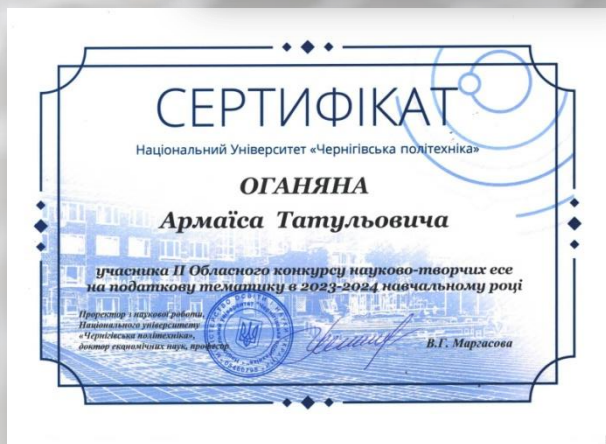 СЕРТИФІКАТ
Національний Університет «Чернігівська політехніка»
ОГАНЯНА
Армаїса Татульовича
учасника ІІ Обласного конкурсу науково-творчих есе
на податкову тематику в 2023-2024 навчальному році
Проректор з наукової роботи,
Національного університету
«Чернігівська політехніка»,
доктор економічних наук, професор
В.Г. Маргасова